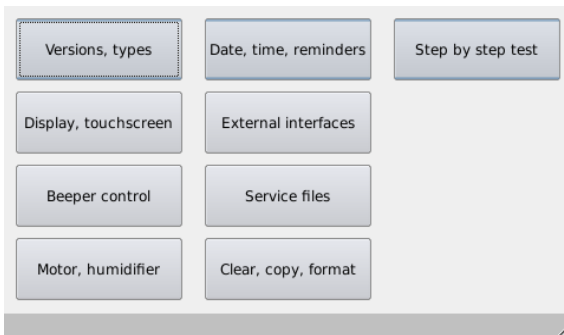 Versions, types
Date, time, reminders
Step by step test
Display, touchscreen
External interfaces
Beeper control
Service files
Motor, humidifier
Clear, copy, format